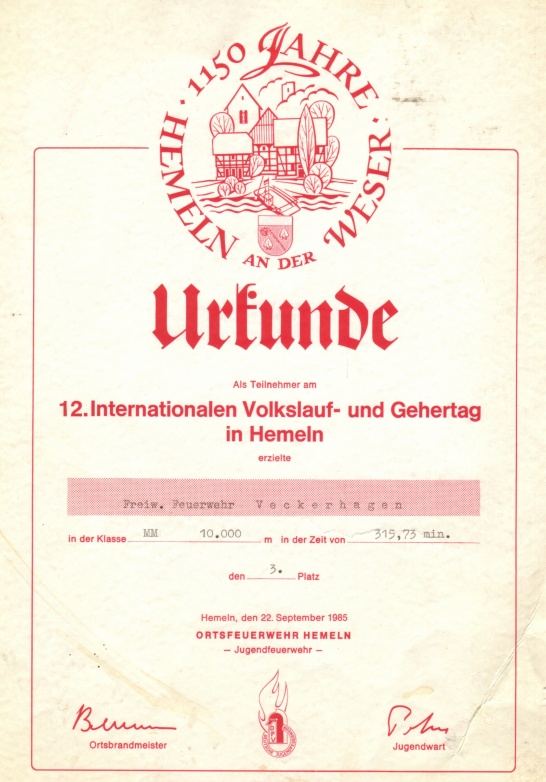 HEMELN · 1150 JAHRE ·
AN DER WESER
Urkunde
Als Teilnehmer am
12. Internationalen Volkslauf- und Gehertag
in Hemeln
erzielte
Freiw. Feuerwehr Veckerhagen
in der Klasse MM 10.000 m in der Zeit von 315,73 min.
den 3. Platz
Hemeln, den 22. September 1985
ORTSFEUERWEHR HEMELN
– Jugendfeuerwehr –
Ortsbrandmeister
Jugendwart